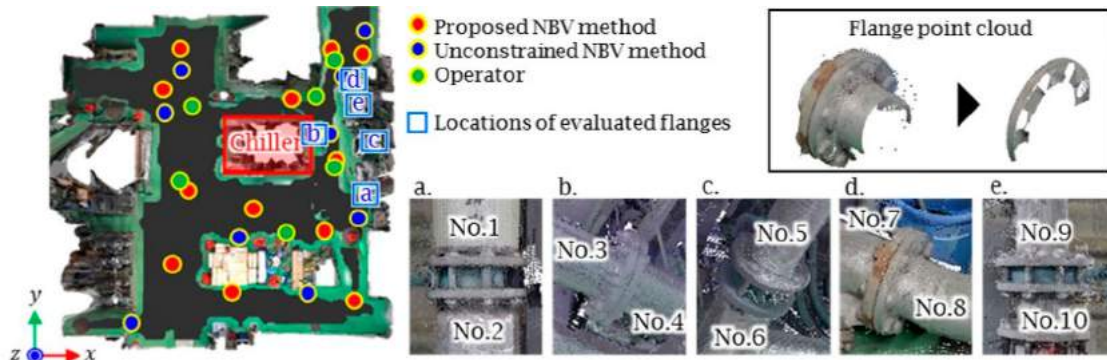 Proposed NBV method
Unconstrained NBV method
Operator
Locations of evaluated flanges
Flange point cloud
d
e
b
c
Chiller
a
y
z
x
a.
b.
c.
d.
e.
No.1
No.2
No.3
No.4
No.5
No.6
No.7
No.8
No.9
No.10